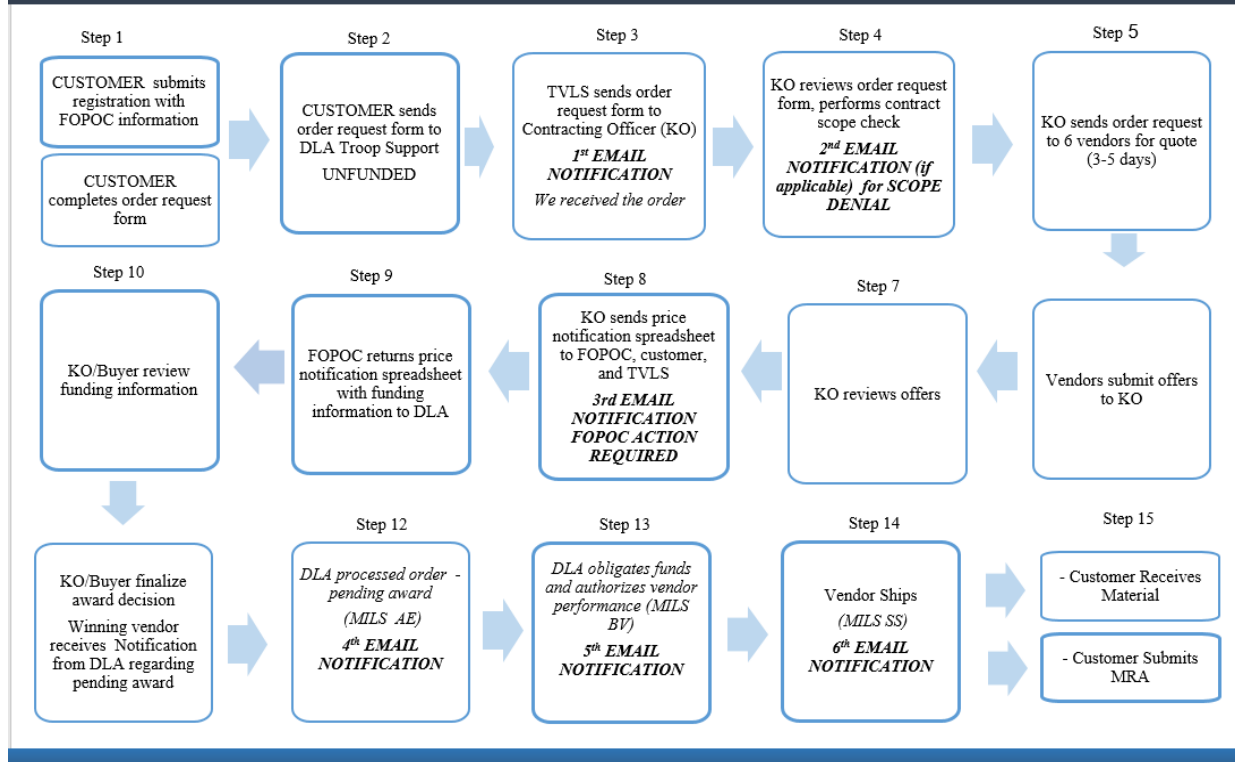 Step 1
CUSTOMER submits
registration with
FOPOC information
CUSTOMER
completes order request
form
Step 2
CUSTOMER sends
order request form to
DLA Troop Support
UNFUNDED
Step 3
TVLS sends order
request form to
Contracting Officer (KO)
1st EMAIL
NOTIFICATION
We received the order
Step 4
KO reviews order request
form, performs contract
scope check
2nd EMAIL
NOTIFICATION (if
applicable) for SCOPE
DENIAL
Step 5
KO sends order request
to 6 vendors for quote
(3-5 days)
Vendors submit offers
to KO
Step 7
KO reviews offers
Step 8
KO sends price
notification spreadsheet
to FOPOC, customer,
and TVLS
3rd EMAIL
NOTIFICATION
FOPOC ACTION
REQUIRED
Step 9
FOPOC returns price
notification spreadsheet
with funding
information to DLA
Step 10
KO/Buyer review
funding information
KO/Buyer finalize
award decision
Winning vendor
receives Notification
from DLA regarding
pending award
Step 12
DLA processed order -
pending award
(MILS AE)
4th EMAIL
NOTIFICATION
Step 13
DLA obligates funds
and authorizes vendor
performance (MILS
BV)
5th EMAIL
NOTIFICATION
Step 14
Vendor Ships
(MILS SS)
6th EMAIL
NOTIFICATION
Step 15
- Customer Receives
Material
- Customer Submits
MRA